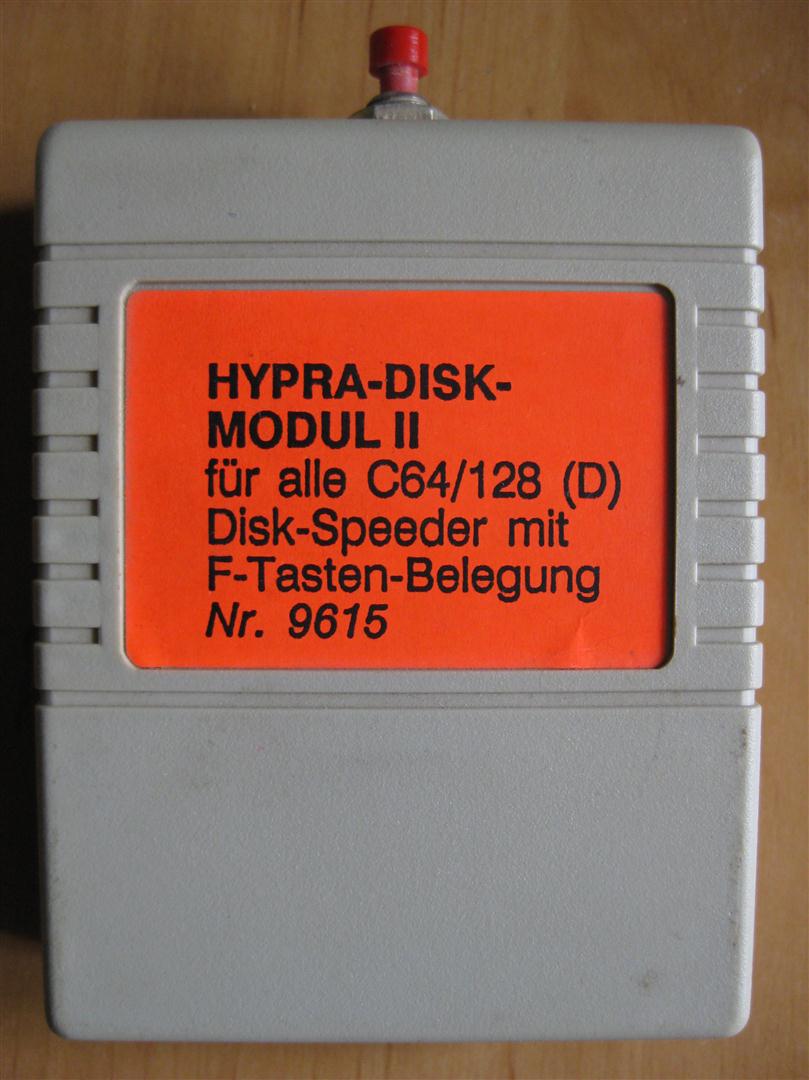 HYPRA-DISK-
MODUL II
für alle C64/128 (D)
Disk-Speeder mit
F-Tasten-Belegung
Nr. 9615